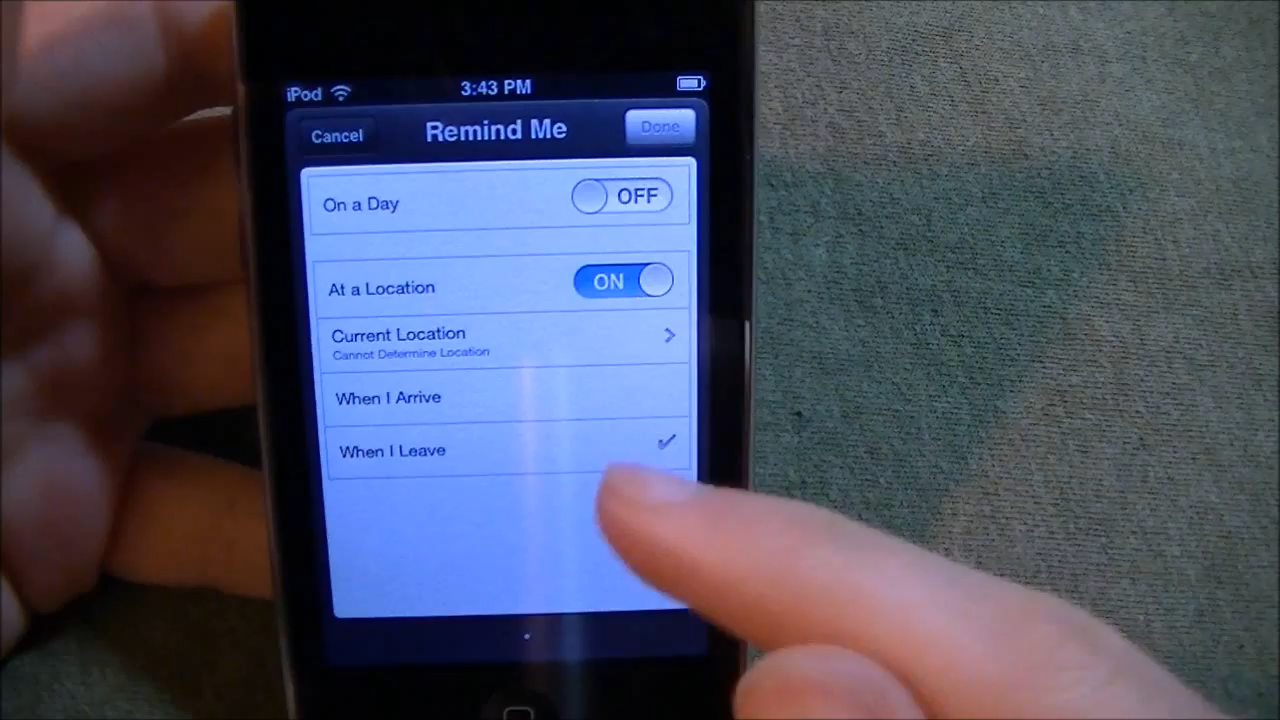 iPod 3:43 PM
Cancel Remind Me Done
On a Day OFF
At a Location ON
Current Location
Cannot Determine Location
When I Arrive
When I Leave